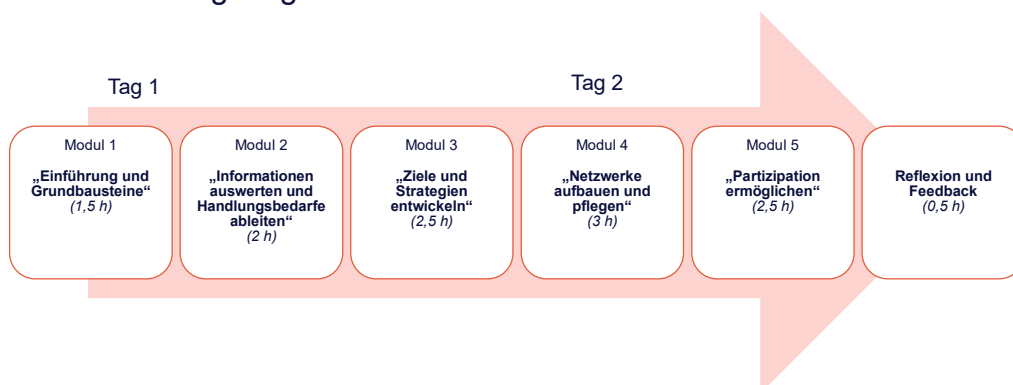 Tag 1
Tag 2
Modul 1
„Einführung und
Grundbausteine“
(1,5 h)
Modul 2
„Informationen
auswerten und
Handlungsbedarfe
ableiten“
(2 h)
Modul 3
„Ziele und
Strategien
entwickeln“
(2,5 h)
Modul 4
„Netzwerke
aufbauen und
pflegen“
(3 h)
Modul 5
„Partizipation
ermöglichen“
(2,5 h)
Reflexion und
Feedback
(0,5 h)